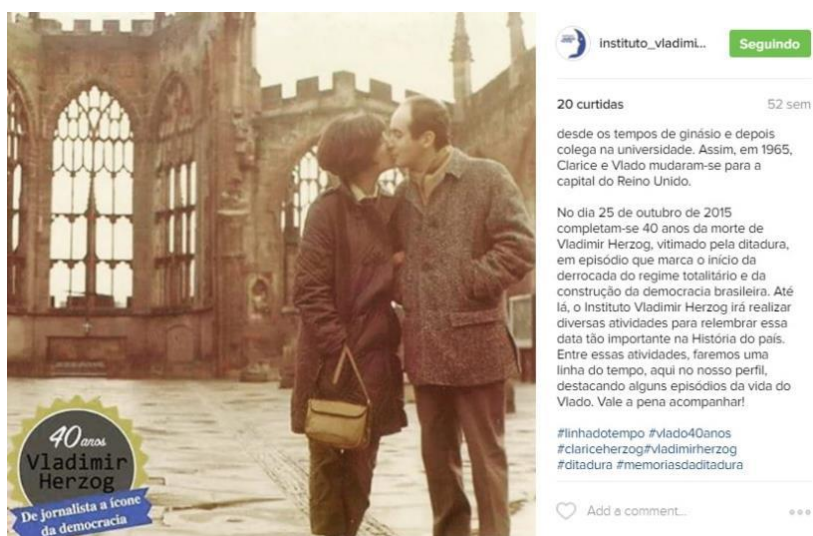 instituto_vladimi...
Seguindo
20 curtidas
52 sem
desde os tempos de ginásio e depois
colega na universidade. Assim, em 1965,
Clarice e Vlado mudaram-se para a
capital do Reino Unido.
No dia 25 de outubro de 2015
completam-se 40 anos da morte de
Vladimir Herzog, vitimado pela ditadura,
em episódio que marca o início da
derrocada do regime totalitário e da
construção da democracia brasileira. Até
lá, o Instituto Vladimir Herzog irá realizar
diversas atividades para relembrar essa
data tão importante na História do país.
Entre essas atividades, faremos uma
linha do tempo, aqui no nosso perfil,
destacando alguns episódios da vida do
Vlado. Vale a pena acompanhar!
#linhadotempo #vlado40anos
#clariceherzog#vladimirherzog
#ditadura #memoriasdaditadura
Add a comment...
40 anos
Vladimir
Herzog
De jornalista a ícone
da democracia